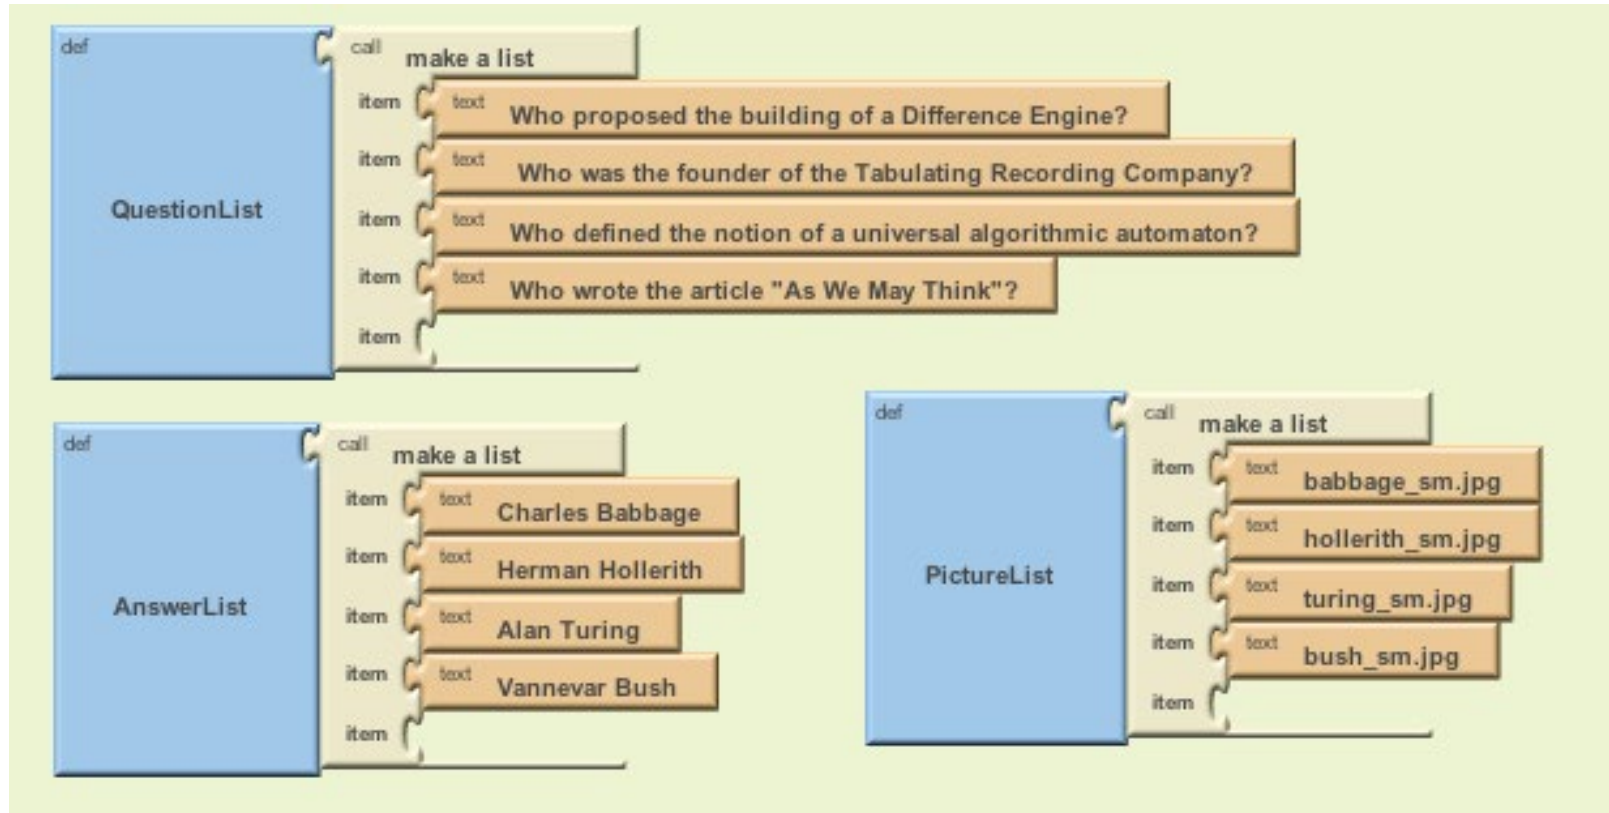 def
call
make a list
QuestionList
item text Who proposed the building of a Difference Engine?
item text Who was the founder of the Tabulating Recording Company?
item text Who defined the notion of a universal algorithmic automaton?
item text Who wrote the article "As We May Think"?
item
def
call
make a list
AnswerList
item text Charles Babbage
item text Herman Hollerith
item text Alan Turing
item text Vannevar Bush
item
def
call
make a list
PictureList
item text babbage_sm.jpg
item text hollerith_sm.jpg
item text turing_sm.jpg
item text bush_sm.jpg
item